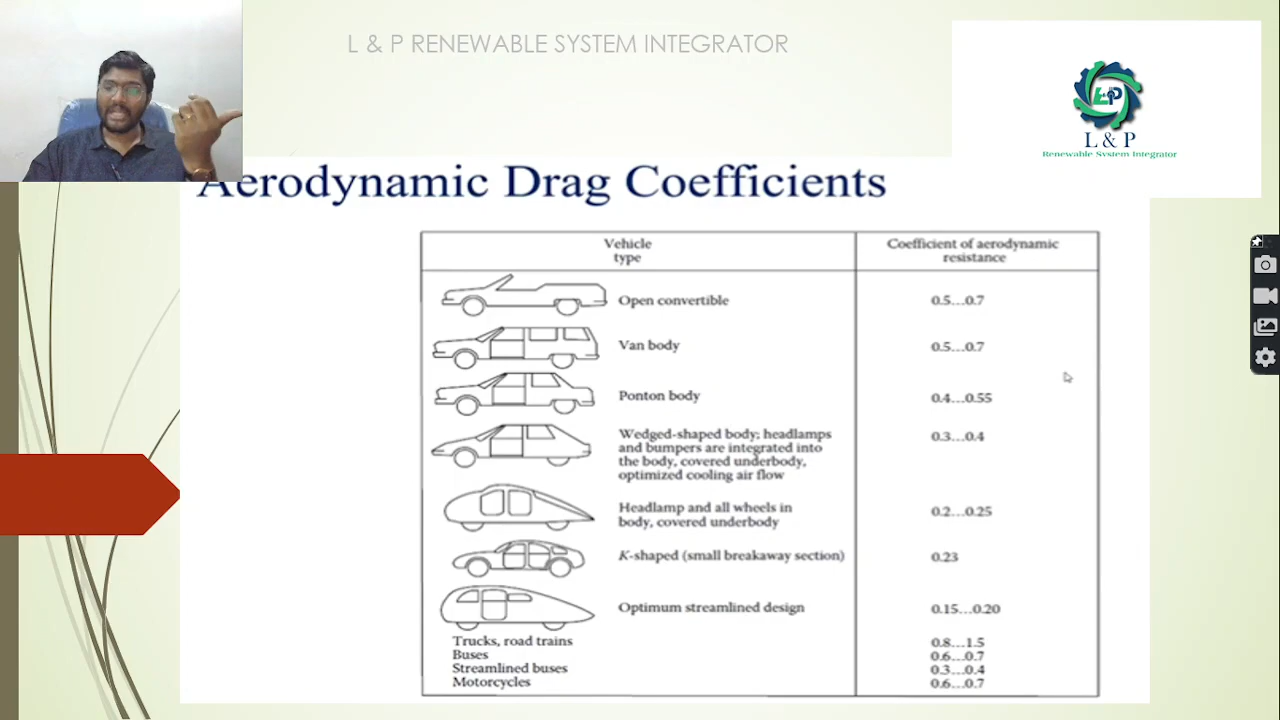 L & P RENEWABLE SYSTEM INTEGRATOR
L&P
L & P
Renewable System Integrator
Aerodynamic Drag Coefficients
Vehicle
type
Coefficient of aerodynamic
resistance
Open convertible
0.5...0.7
Van body
0.5...0.7
Ponton body
0.4...0.55
Wedged-shaped body; headlamps
and bumpers are integrated into
the body, covered underbody,
optimized cooling air flow
0.3...0.4
Headlamp and all wheels in
body, covered underbody
0.2...0.25
K-shaped (small breakaway section)
0.23
Optimum streamlined design
0.15...0.20
Trucks, road trains
0.8...1.5
Buses
0.6...0.7
Streamlined buses
0.3...0.4
Motorcycles
0.6...0.7